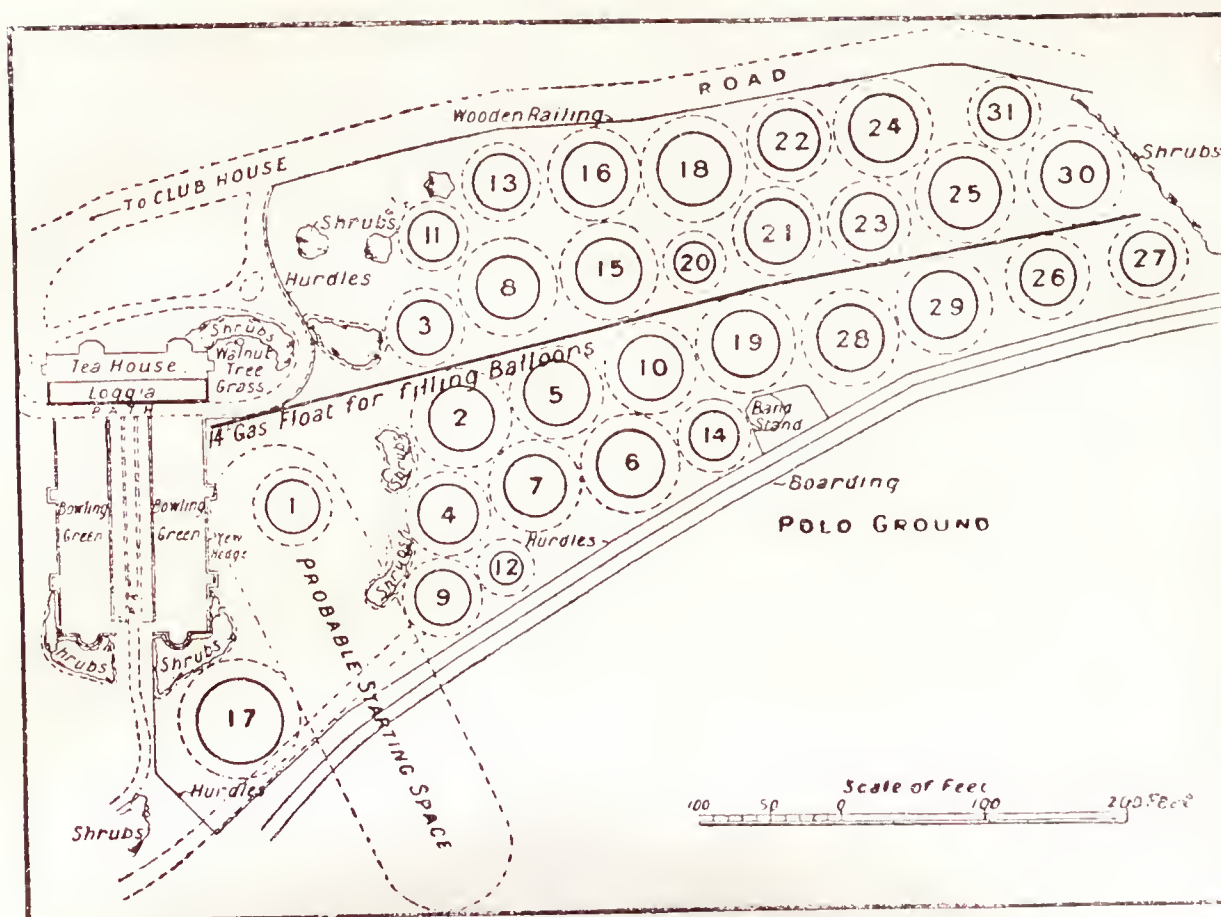 ROAD
Wooden Railing
TO CLUB HOUSE
31
24
22
18
16
13
Shrubs
30
25
23
21
20
15
8
11
Shrubs
Hurdles
3
27
26
29
28
19
10
5
2
Shrubs
Walnut
Tree
Grass
Tea House
Loggia
PATH
14" Gas Float for filling Balloons
Band
Stand
14
6
7
4
1
Shrubs
Boarding
POLO GROUND
Bowling
Green
Bowling
Green
Yew
Hedge
Hurdles
12
9
Shrubs
PROBABLE STARTING SPACE
Shrubs
17
Hurdles
Shrubs
Scale of Feet
100 50 0 100 200 Feet